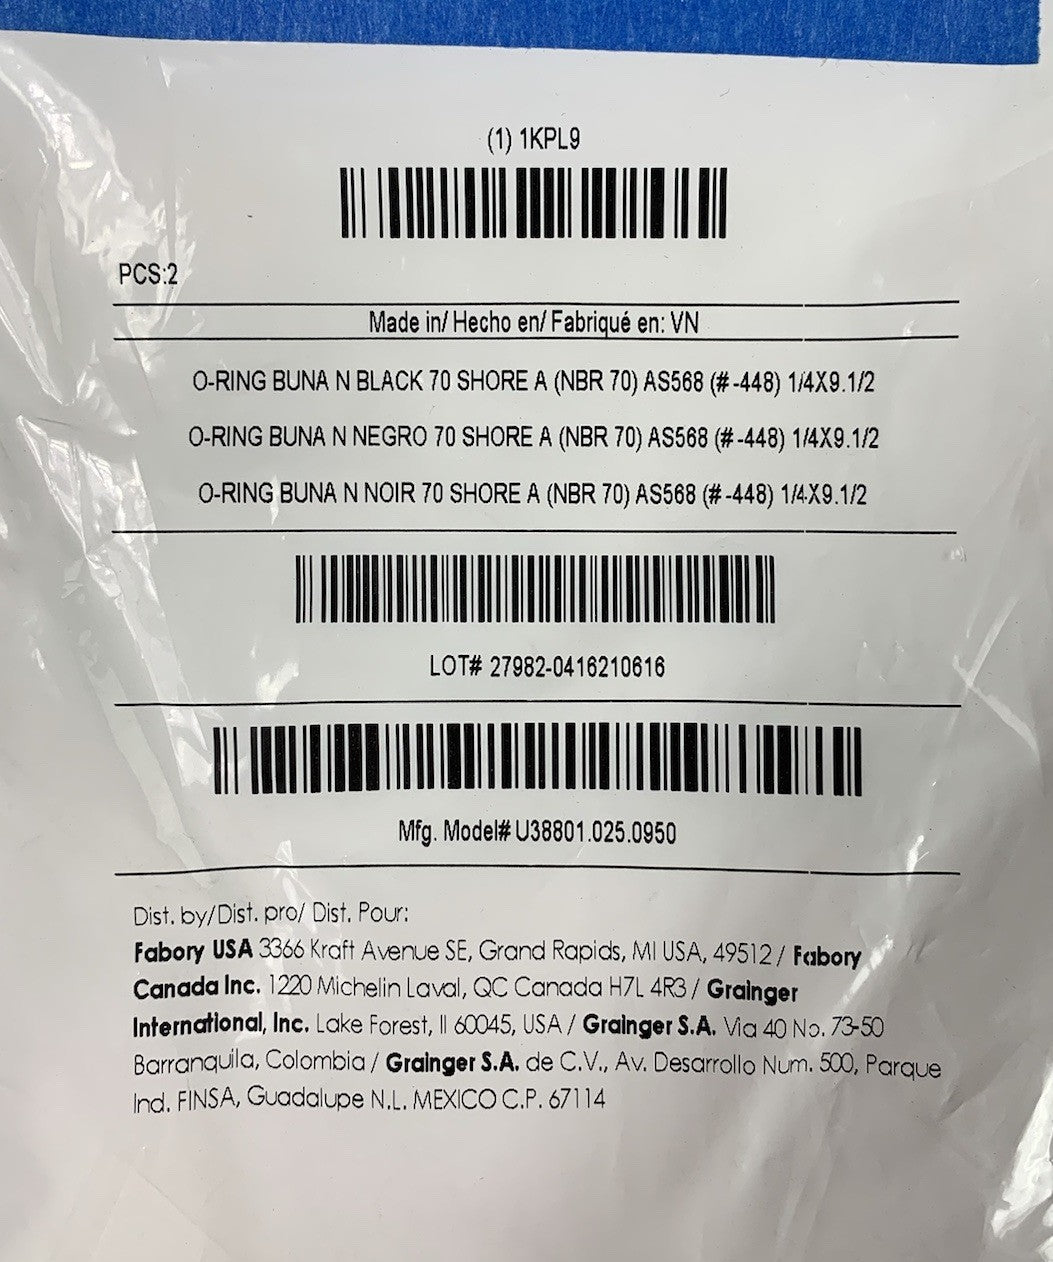 (1) 1KPL9
PCS:2
Made in/ Hecho en/ Fabriqué en: VN
O-RING BUNA N BLACK 70 SHORE A (NBR 70) AS568 (#-448) 1/4X9.1/2
O-RING BUNA N NEGRO 70 SHORE A (NBR 70) AS568 (#-448) 1/4X9.1/2
O-RING BUNA N NOIR 70 SHORE A (NBR 70) AS568 (#-448) 1/4X9.1/2
LOT# 27982-0416210616
Mfg. Model# U38801.025.0950
Dist. by/Dist. pro/ Dist. Pour:
Fabory USA 3366 Kraft Avenue SE, Grand Rapids, MI USA, 49512 / Fabory
Canada Inc. 1220 Michelin Laval, QC Canada H7L 4R3 / Grainger
International, Inc. Lake Forest, Il 60045, USA / Grainger S.A. Via 40 No. 73-50
Barranquila, Colombia / Grainger S.A. de C.V., Av. Desarrollo Num. 500, Parque
Ind. FINSA, Guadalupe N.L. MEXICO C.P. 67114